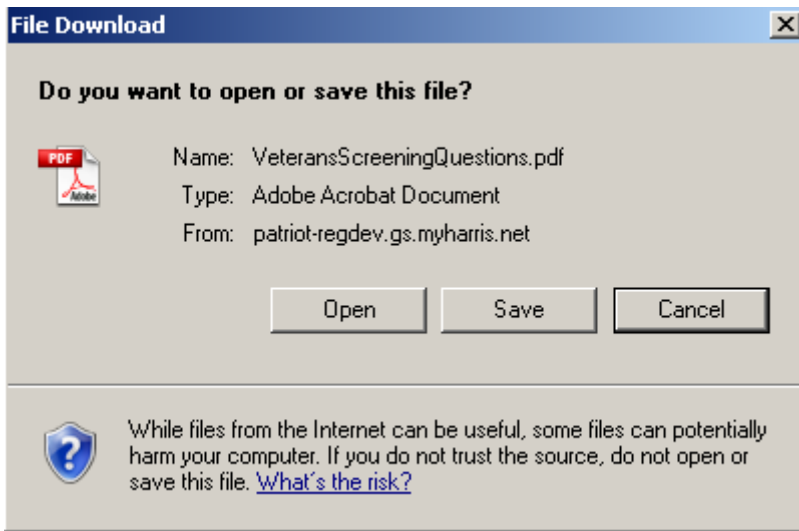 File Download
Do you want to open or save this file?
PDF
Adobe
Name: VeteransScreeningQuestions.pdf
Type: Adobe Acrobat Document
From: patriot-regdev.gs.myharris.net
Open Save Cancel
While files from the Internet can be useful, some files can potentially
harm your computer. If you do not trust the source, do not open or
save this file. What's the risk?